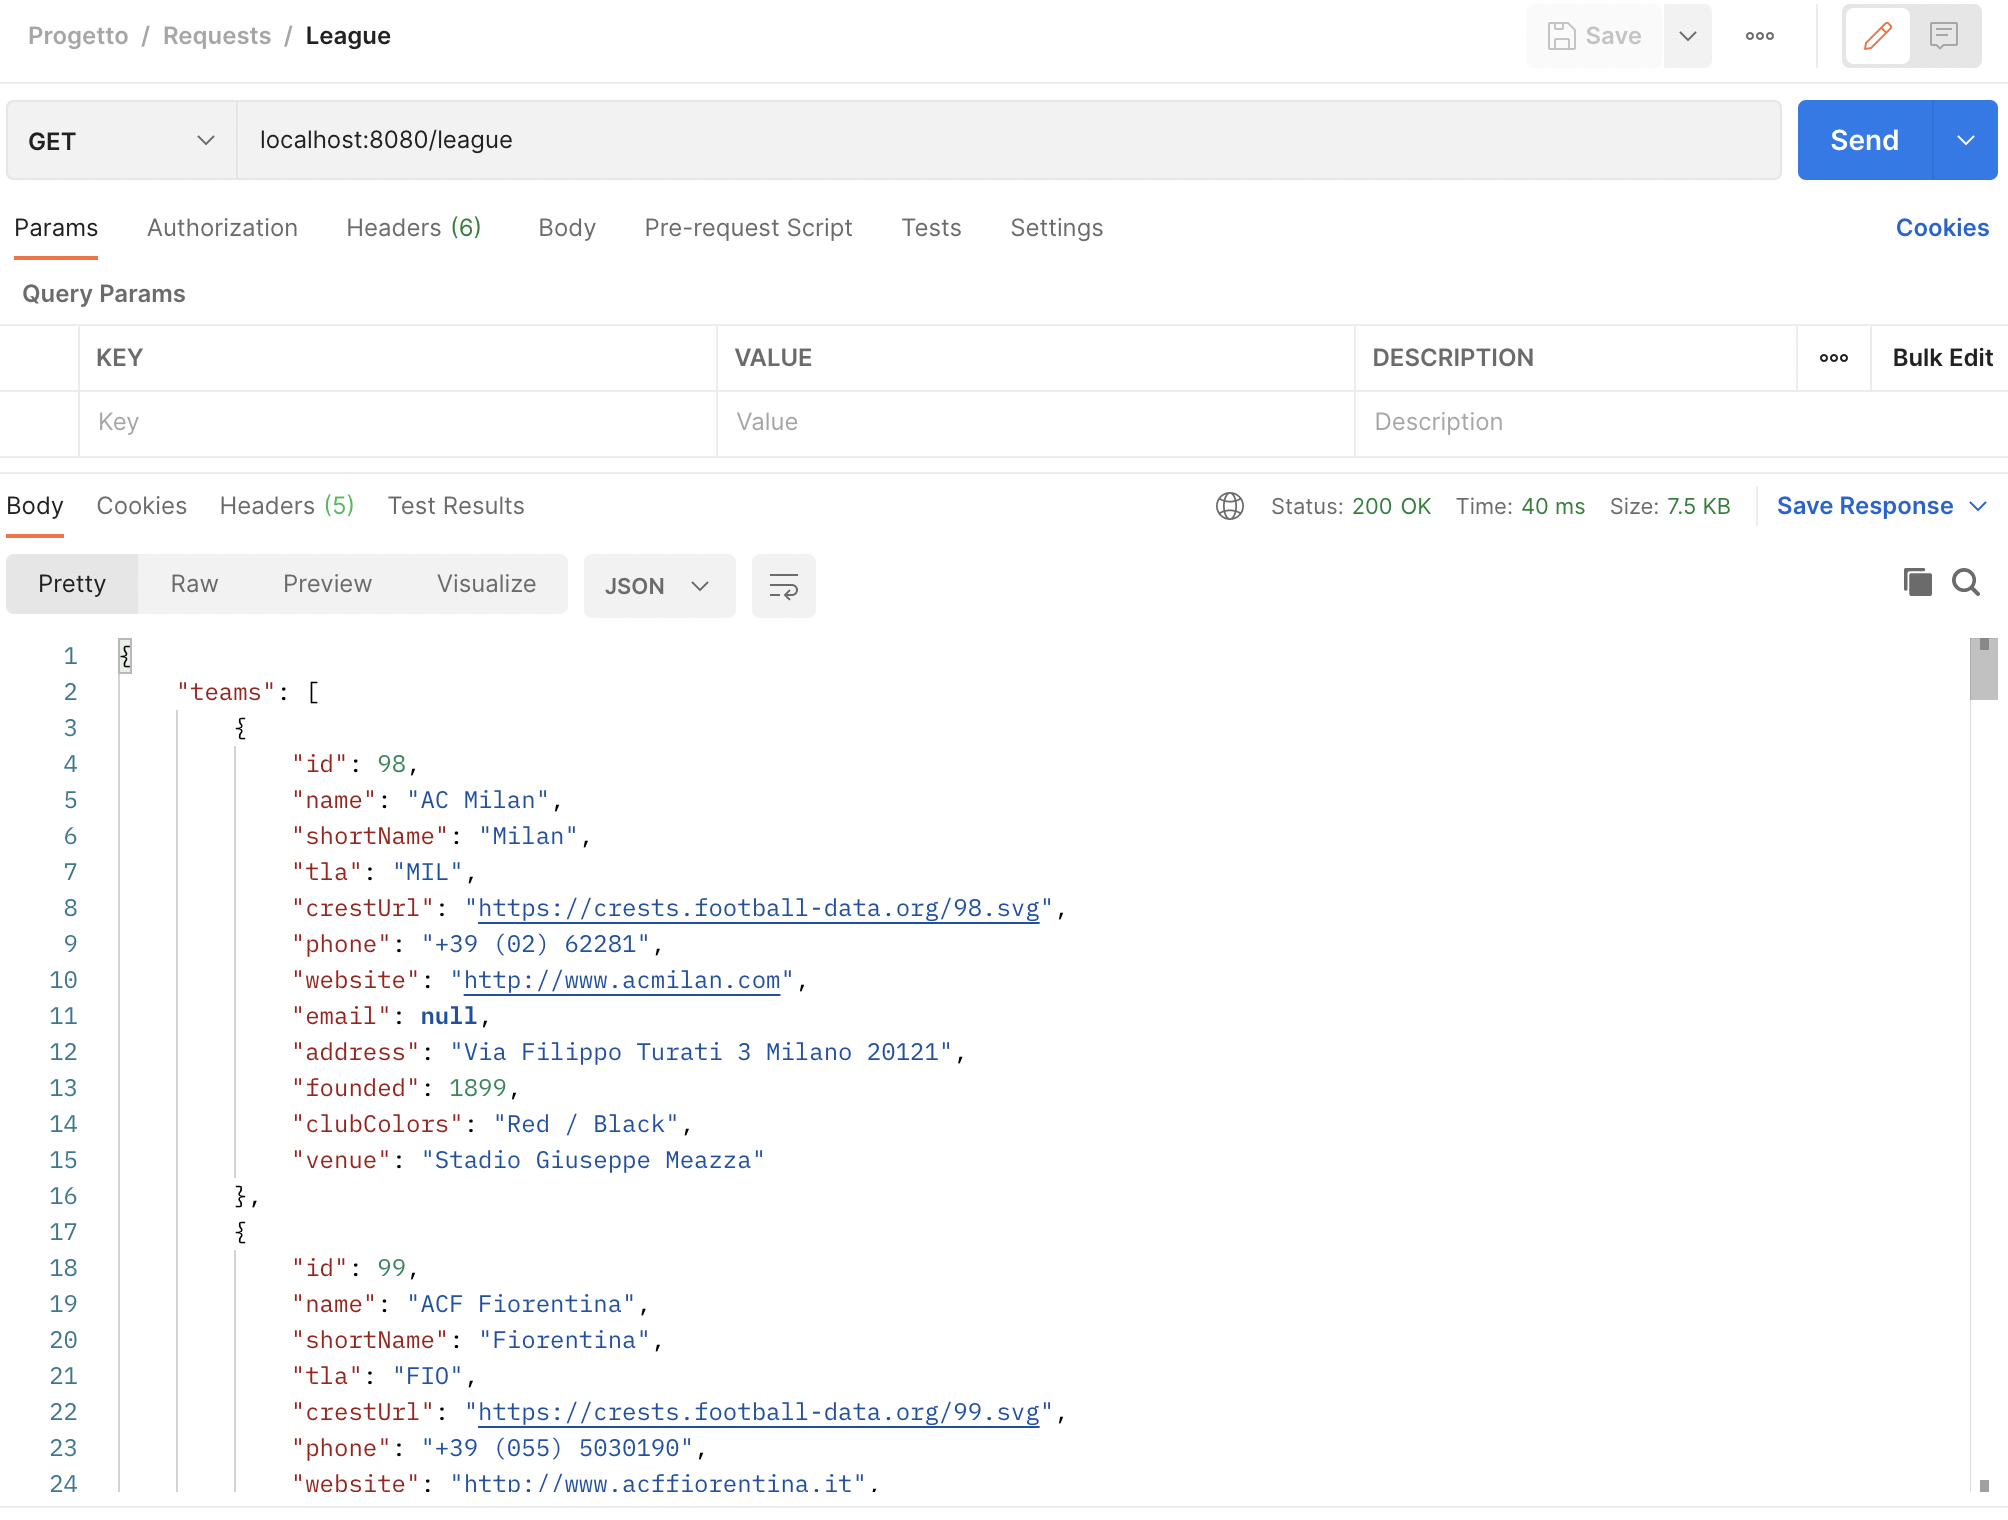 Progetto / Requests / League
Save
GET localhost:8080/league Send
Params Authorization Headers (6) Body Pre-request Script Tests Settings Cookies
Query Params
KEY VALUE DESCRIPTION Bulk Edit
Key Value Description
Body Cookies Headers (5) Test Results Status: 200 OK Time: 40 ms Size: 7.5 KB Save Response
Pretty Raw Preview Visualize JSON
1 {
2 "teams": [
3 {
4 "id": 98,
5 "name": "AC Milan",
6 "shortName": "Milan",
7 "tla": "MIL",
8 "crestUrl": "https://crests.football-data.org/98.svg",
9 "phone": "+39 (02) 62281",
10 "website": "http://www.acmilan.com",
11 "email": null,
12 "address": "Via Filippo Turati 3 Milano 20121",
13 "founded": 1899,
14 "clubColors": "Red / Black",
15 "venue": "Stadio Giuseppe Meazza"
16 },
17 {
18 "id": 99,
19 "name": "ACF Fiorentina",
20 "shortName": "Fiorentina",
21 "tla": "FIO",
22 "crestUrl": "https://crests.football-data.org/99.svg",
23 "phone": "+39 (055) 5030190",
24 "website": "http://www.acffiorentina.it",